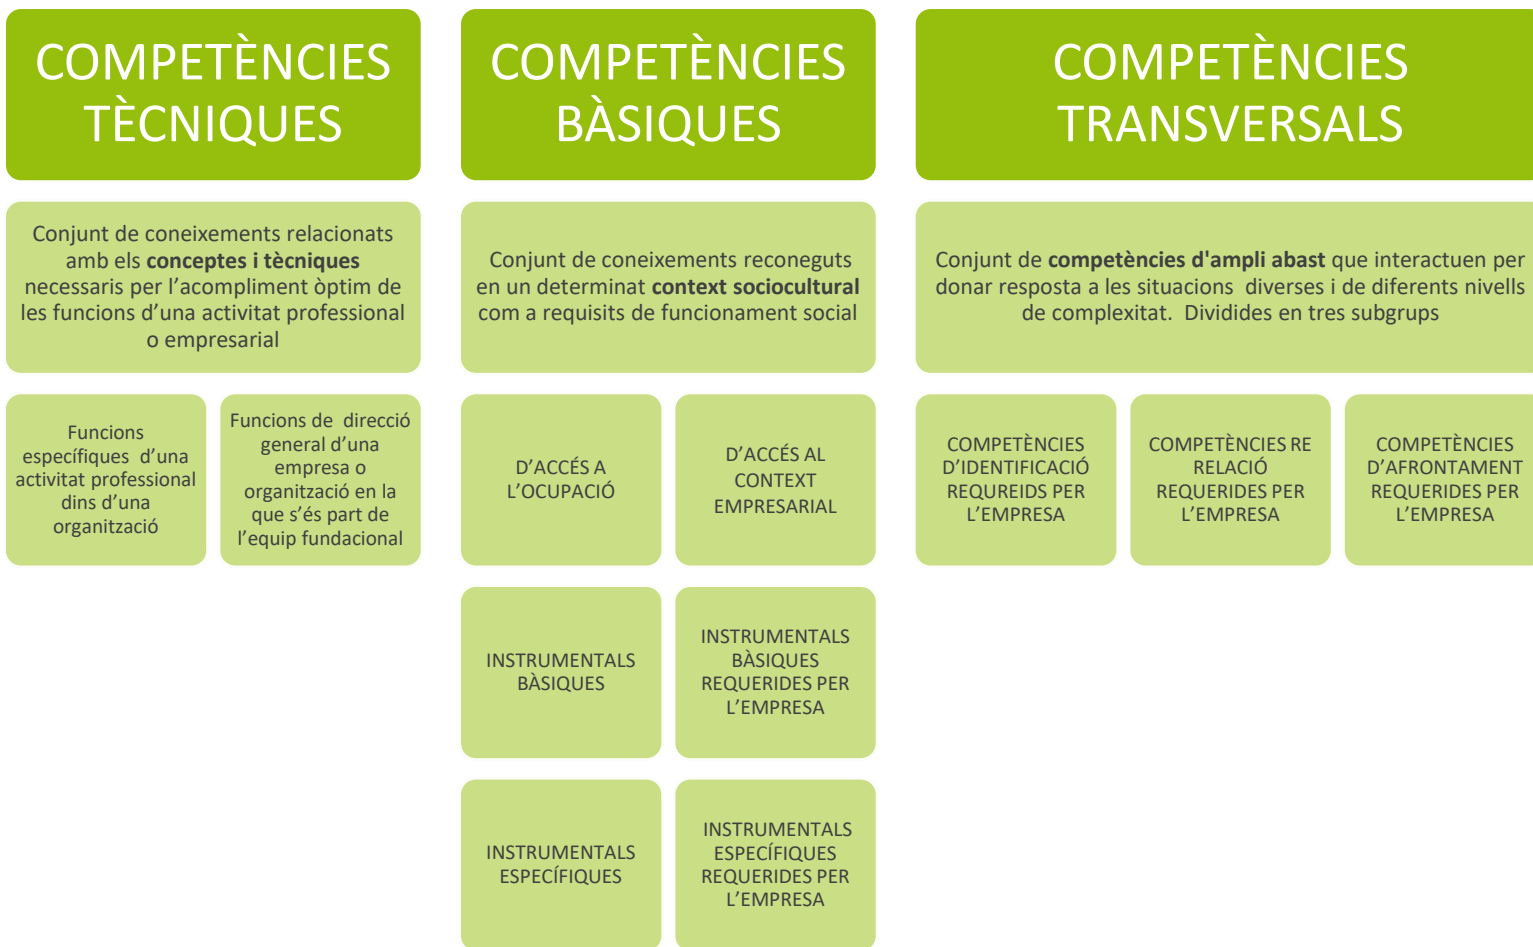 COMPETÈNCIES
TÈCNIQUES
Conjunt de coneixements relacionats
amb els conceptes i tècniques
necessaris per l’acompliment òptim de
les funcions d’una activitat professional
o empresarial
Funcions
específiques d’una
activitat professional
dins d’una
organització
Funcions de direcció
general d’una
empresa o
organització en la
que s’és part de
l’equip fundacional
COMPETÈNCIES
BÀSIQUES
Conjunt de coneixements reconeguts
en un determinat context sociocultural
com a requisits de funcionament social
D’ACCÉS A
L’OCUPACIÓ
D’ACCÉS AL
CONTEXT
EMPRESARIAL
INSTRUMENTALS
BÀSIQUES
INSTRUMENTALS
BÀSIQUES
REQUERIDES PER
L’EMPRESA
INSTRUMENTALS
ESPECÍFIQUES
INSTRUMENTALS
ESPECÍFIQUES
REQUERIDES PER
L’EMPRESA
COMPETÈNCIES
TRANSVERSALS
Conjunt de competències d'ampli abast que interactuen per
donar resposta a les situacions diverses i de diferents nivells
de complexitat. Dividides en tres subgrups
COMPETÈNCIES
D’IDENTIFICACIÓ
REQUREIDS PER
L’EMPRESA
COMPETÈNCIES RE
RELACIÓ
REQUERIDES PER
L’EMPRESA
COMPETÈNCIES
D’AFRONTAMENT
REQUERIDES PER
L’EMPRESA